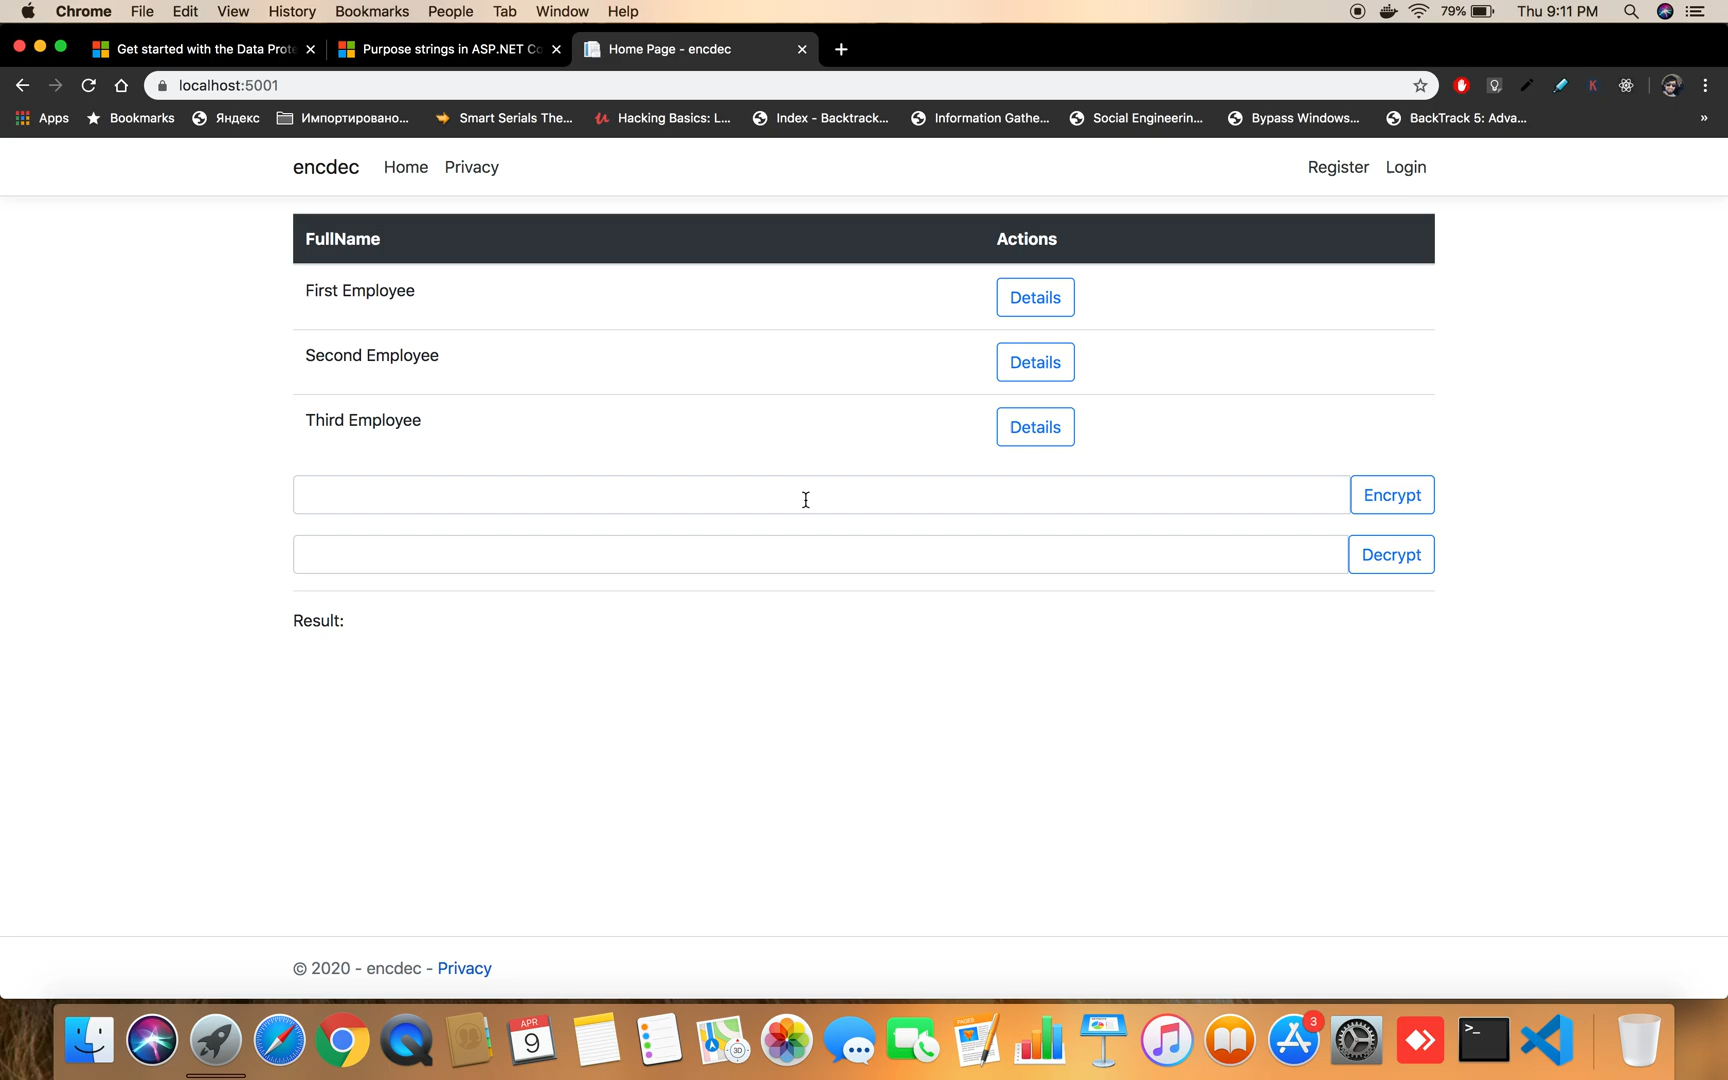 Chrome File Edit View History Bookmarks People Tab Window Help 79% Thu 9:11 PM
Get started with the Data Prote Purpose strings in ASP.NET Co Home Page - encdec
localhost:5001
Apps Bookmarks Яндекс Импортировано... Smart Serials The... Hacking Basics: L... Index - Backtrack... Information Gathe... Social Engineerin... Bypass Windows... BackTrack 5: Adva... »
encdec Home Privacy Register Login
FullName Actions
First Employee Details
Second Employee Details
Third Employee Details
Encrypt
Decrypt
Result:
© 2020 - encdec - Privacy
APR
9
3D
3